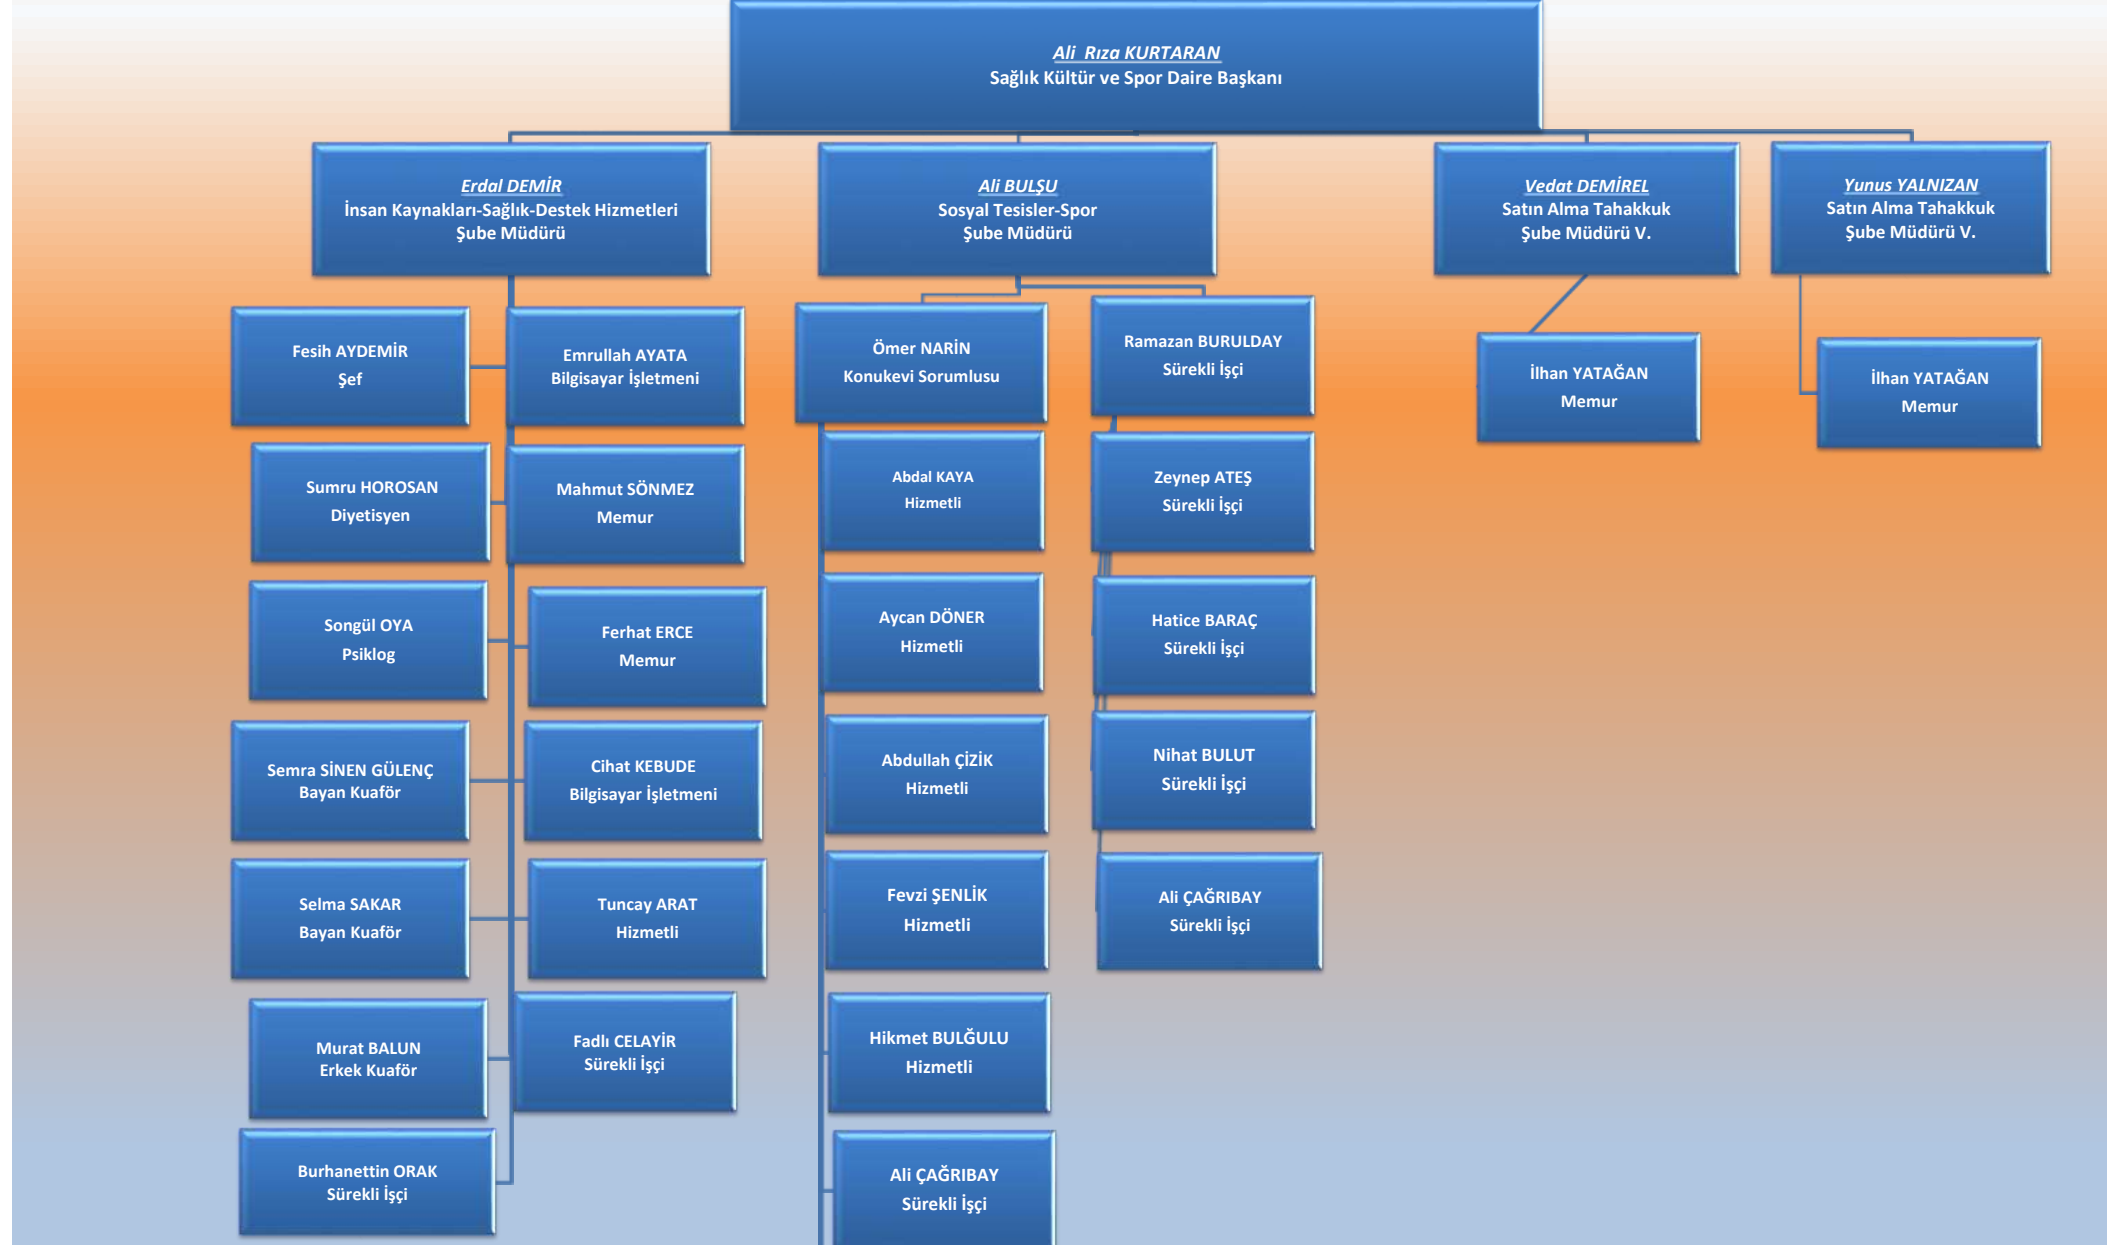 Ali Rıza KURTARAN
Sağlık Kültür ve Spor Daire Başkanı
Erdal DEMİR
İnsan Kaynakları-Sağlık-Destek Hizmetleri
Şube Müdürü
Ali BULŞU
Sosyal Tesisler-Spor
Şube Müdürü
Vedat DEMİREL
Satın Alma Tahakkuk
Şube Müdürü V.
Yunus YALNIZAN
Satın Alma Tahakkuk
Şube Müdürü V.
Fesih AYDEMİR
Şef
Emrullah AYATA
Bilgisayar İşletmeni
Sumru HOROSAN
Diyetisyen
Mahmut SÖNMEZ
Memur
Songül OYA
Psiklog
Ferhat ERCE
Memur
Semra SİNEN GÜLENÇ
Bayan Kuaför
Cihat KEBUDE
Bilgisayar İşletmeni
Selma SAKAR
Bayan Kuaför
Tuncay ARAT
Hizmetli
Murat BALUN
Erkek Kuaför
Fadlı CELAYİR
Sürekli İşçi
Burhanettin ORAK
Sürekli İşçi
Ömer NARİN
Konukevi Sorumlusu
Abdal KAYA
Hizmetli
Aycan DÖNER
Hizmetli
Abdullah ÇİZİK
Hizmetli
Fevzi ŞENLİK
Hizmetli
Hikmet BULĞULU
Hizmetli
Ali ÇAĞRIBAY
Sürekli İşçi
Ramazan BURULDAY
Sürekli İşçi
Zeynep ATEŞ
Sürekli İşçi
Hatice BARAÇ
Sürekli İşçi
Nihat BULUT
Sürekli İşçi
Ali ÇAĞRIBAY
Sürekli İşçi
İlhan YATAĞAN
Memur
İlhan YATAĞAN
Memur